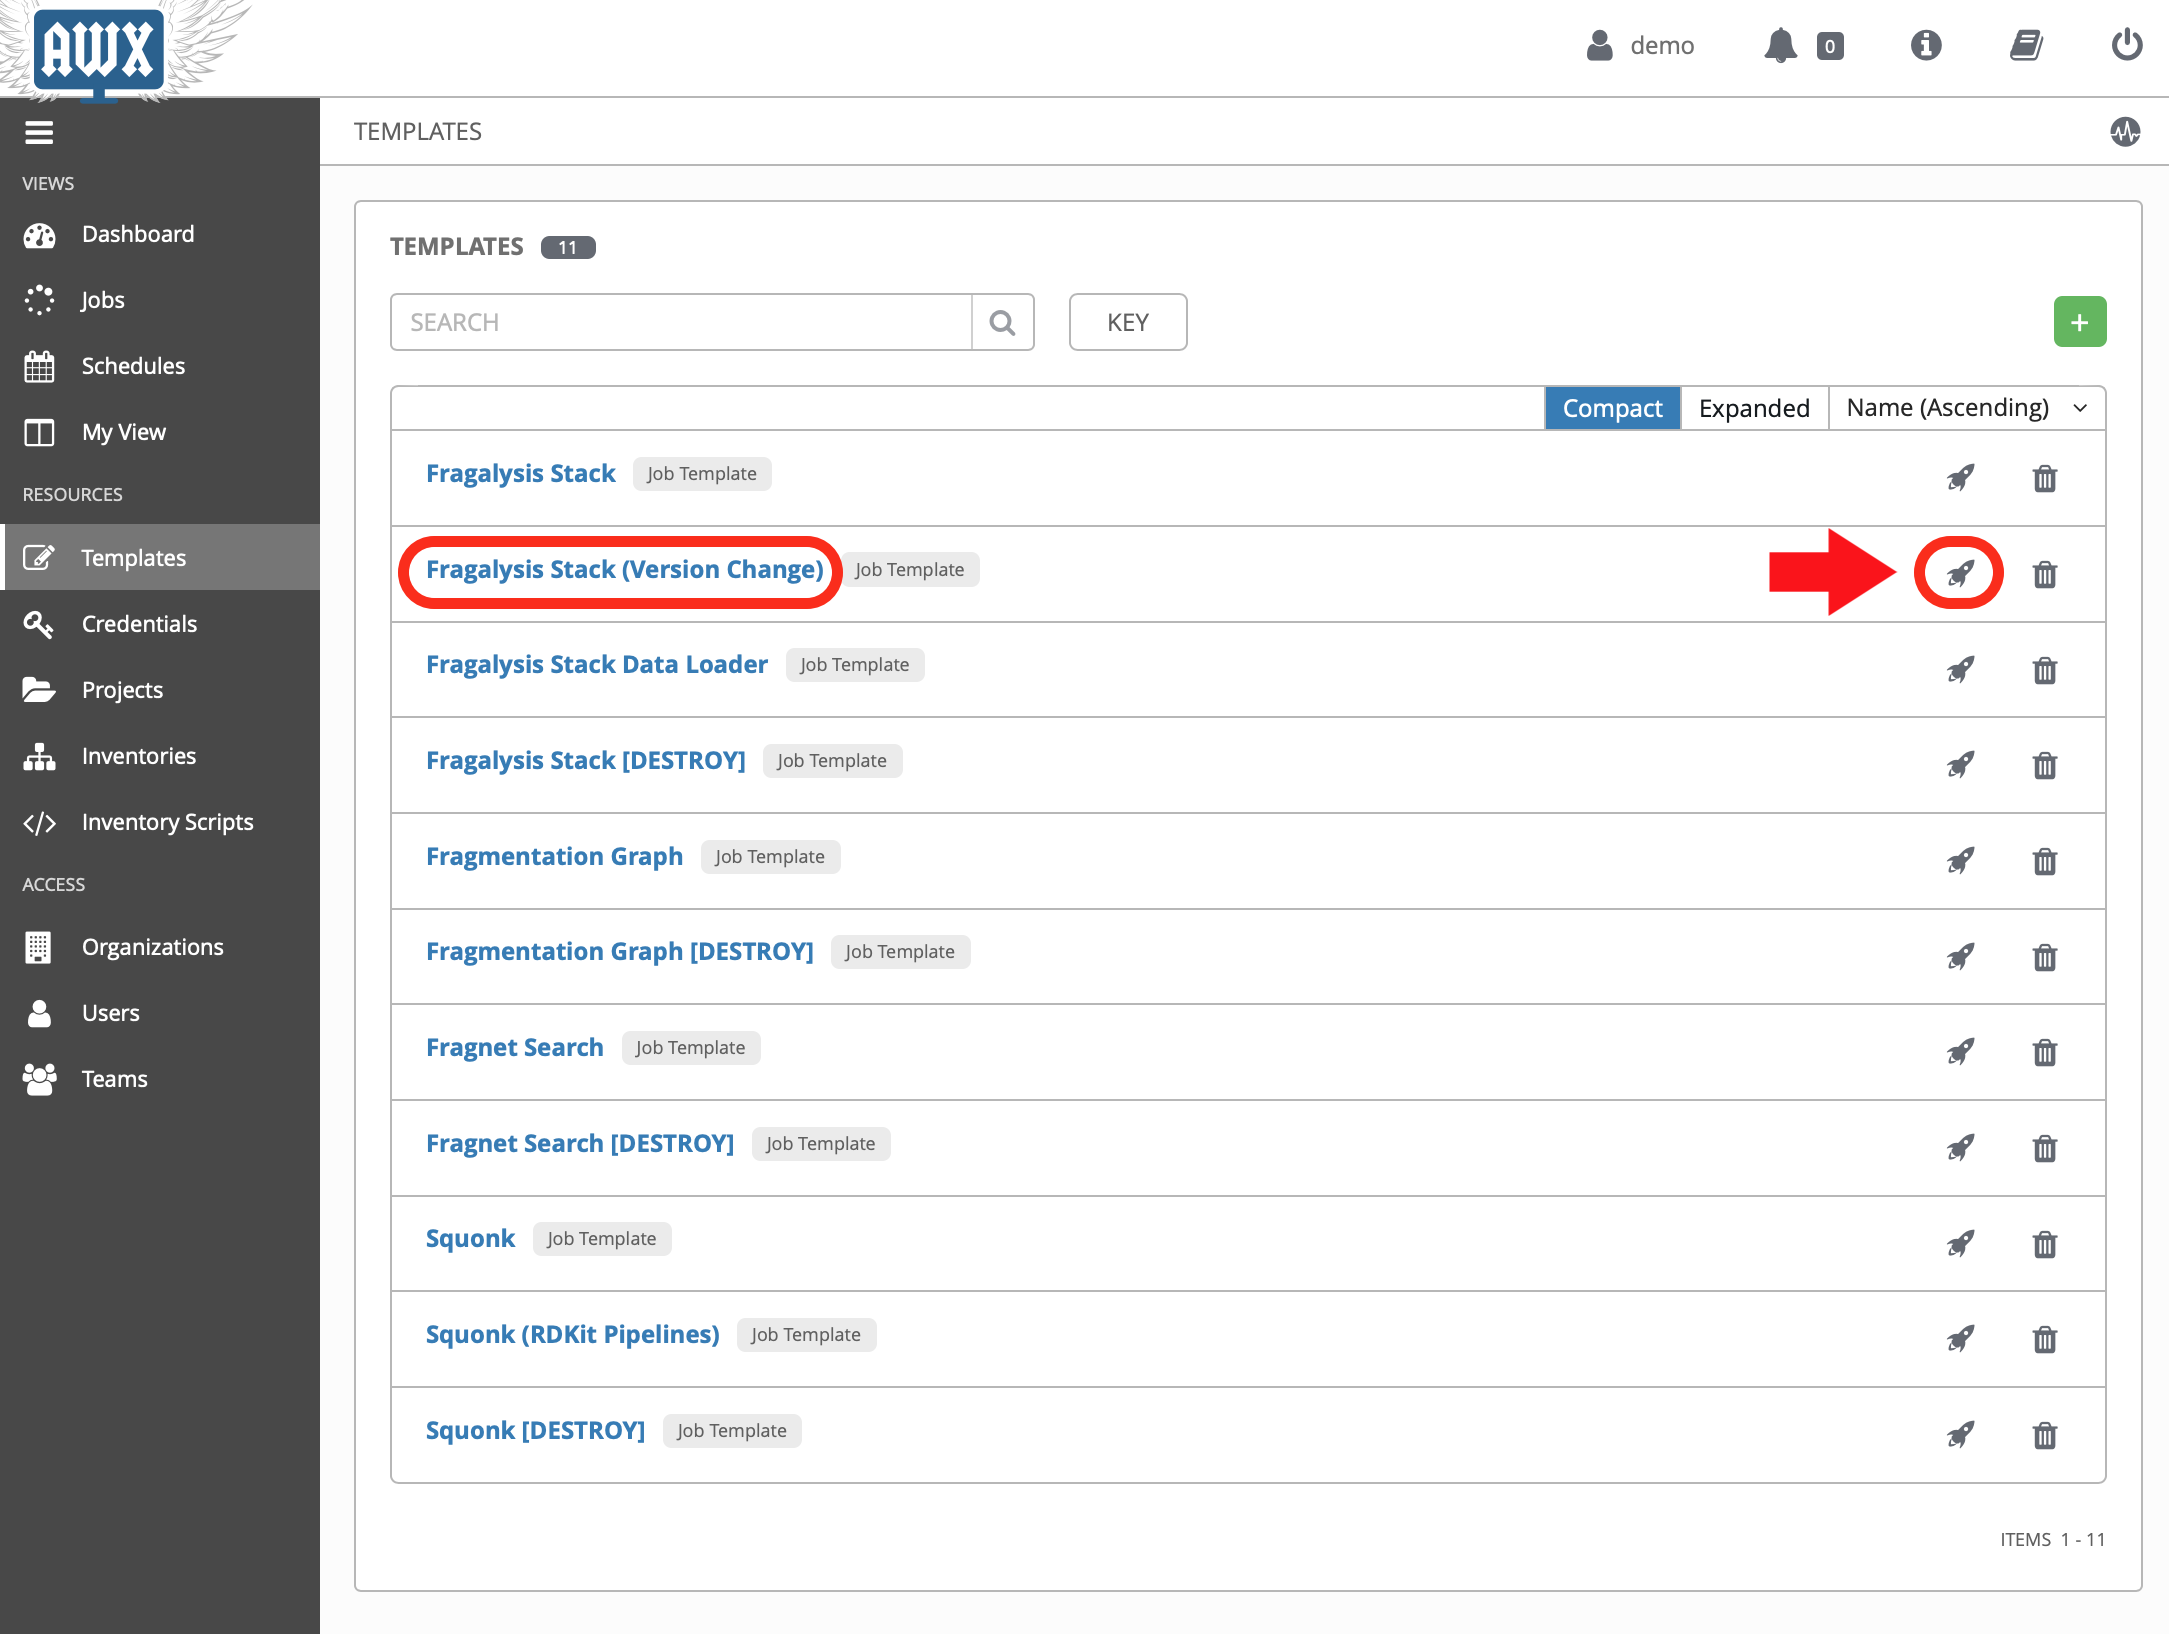 AWX
demo
0
VIEWS
Dashboard
Jobs
Schedules
My View
RESOURCES
Templates
Credentials
Projects
Inventories
Inventory Scripts
ACCESS
Organizations
Users
Teams
TEMPLATES
TEMPLATES 11
SEARCH
KEY
+
Compact Expanded Name (Ascending)
Fragalysis Stack Job Template
Fragalysis Stack (Version Change) Job Template
Fragalysis Stack Data Loader Job Template
Fragalysis Stack [DESTROY] Job Template
Fragmentation Graph Job Template
Fragmentation Graph [DESTROY] Job Template
Fragnet Search Job Template
Fragnet Search [DESTROY] Job Template
Squonk Job Template
Squonk (RDKit Pipelines) Job Template
Squonk [DESTROY] Job Template
ITEMS 1 - 11